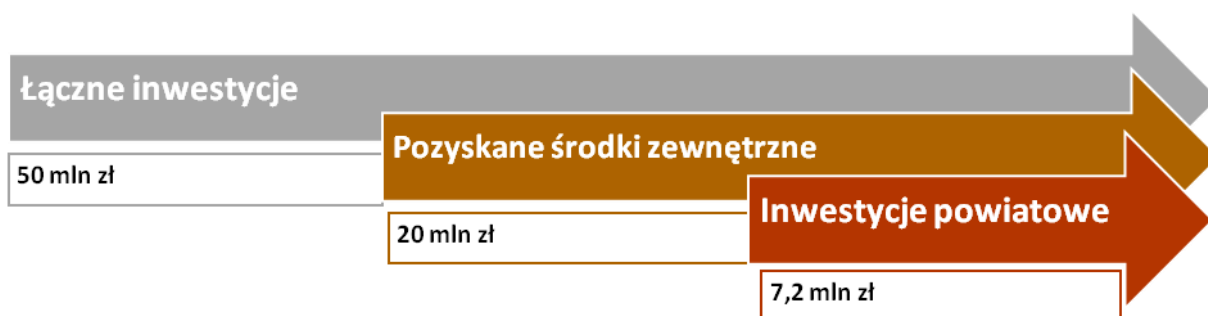 Łączne inwestycje
50 mln zł
Pozyskane środki zewnętrzne
20 mln zł
Inwestycje powiatowe
7,2 mln zł